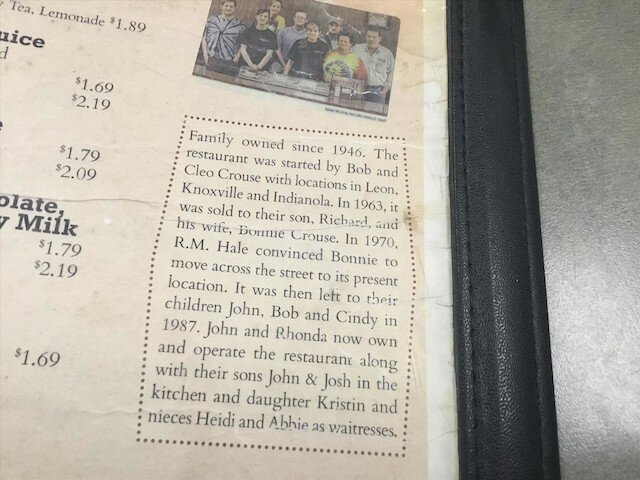 Tea, Lemonade $1.89
uice
d
$1.69
$2.19
$1.79
$2.09
olate,
y Milk
$1.79
$2.19
$1.69
Family owned since 1946. The
restaurant was started by Bob and
Cleo Crouse with locations in Leon,
Knoxville and Indianola. In 1963, it
was sold to their son, Richard, and
his wife, Bonnie Crouse. In 1970,
R.M. Hale convinced Bonnie to
move across the street to its present
location. It was then left to their
children John, Bob and Cindy in
1987. John and Rhonda now own
and operate the restaurant along
with their sons John & Josh in the
kitchen and daughter Kristin and
nieces Heidi and Abbie as waitresses.